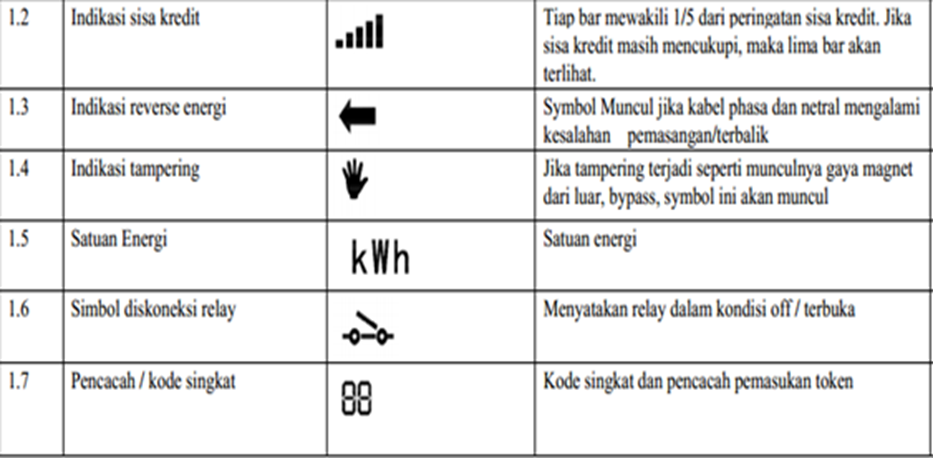 1.2 Indikasi sisa kredit Tiap bar mewakili 1/5 dari peringatan sisa kredit. Jika
sisa kredit masih mencukupi, maka lima bar akan
terlihat.
1.3 Indikasi reverse energi Symbol Muncul jika kabel phasa dan netral mengalami
kesalahan pemasangan/terbalik
1.4 Indikasi tampering Jika tampering terjadi seperti munculnya gaya magnet
dari luar, bypass, symbol ini akan muncul
1.5 Satuan Energi kWh Satuan energi
1.6 Simbol diskoneksi relay Menyatakan relay dalam kondisi off / terbuka
1.7 Pencacah / kode singkat 88 Kode singkat dan pencacah pemasukan token